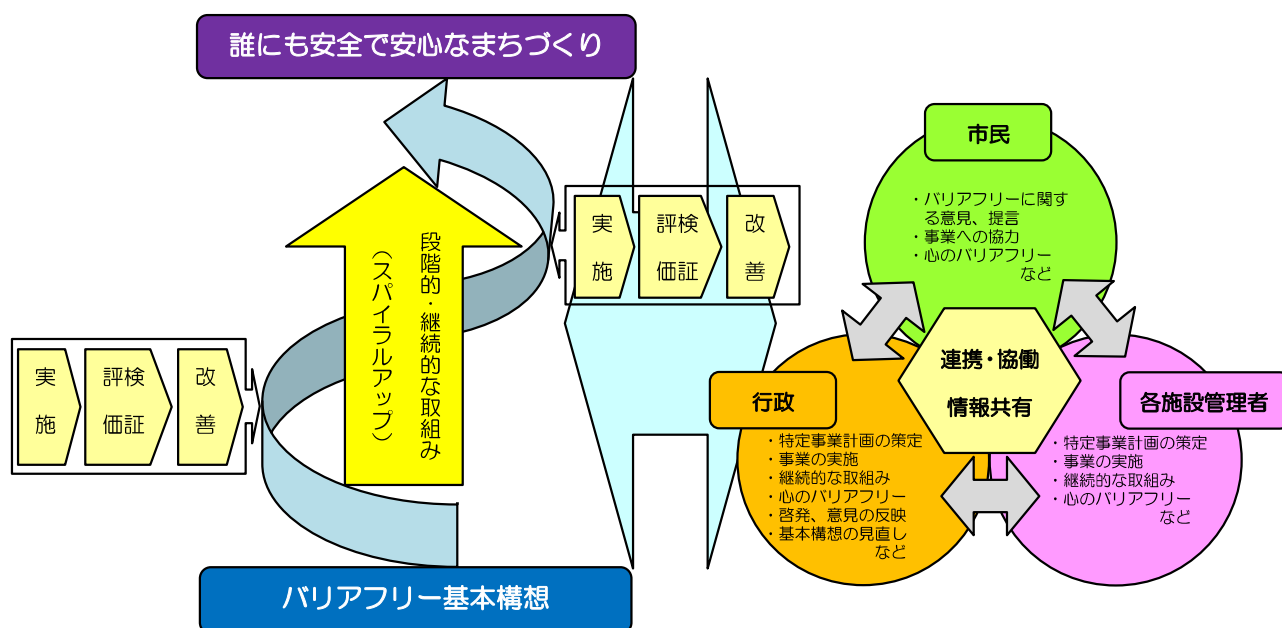 誰にも安全で安心なまちづくり
段階的・継続的な取組み
（スパイラルアップ）
実施
検証
評価
改善
実施
検証
評価
改善
バリアフリー基本構想
市民
・バリアフリーに関す
る意見、提言
・事業への協力
・心のバリアフリー
など
連携・協働
情報共有
行政
・特定事業計画の策定
・事業の実施
・継続的な取組み
・心のバリアフリー
・啓発、意見の反映
・基本構想の見直し
など
各施設管理者
・特定事業計画の策定
・事業の実施
・継続的な取組み
・心のバリアフリー
など